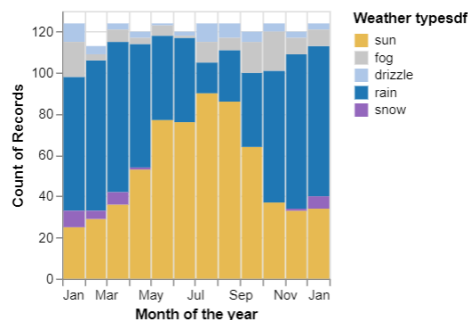 Weather typesdf
sun
fog
drizzle
rain
snow
120
100
80
60
40
20
0
Count of Records
Jan Mar May Jul Sep Nov Jan
Month of the year